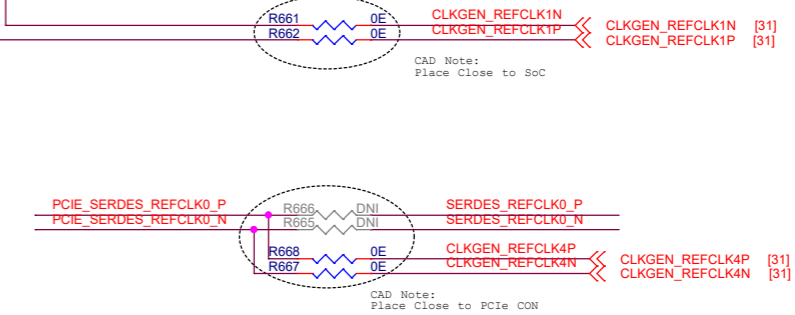 R661 0E CLKGEN_REFCLK1N CLKGEN_REFCLK1N [31]
R662 0E CLKGEN_REFCLK1P CLKGEN_REFCLK1P [31]
CAD Note:
Place Close to SoC
PCIE_SERDES_REFCLK0_P R666 DNI SERDES_REFCLK0_P
PCIE_SERDES_REFCLK0_N R665 DNI SERDES_REFCLK0_N
R668 0E CLKGEN_REFCLK4P CLKGEN_REFCLK4P [31]
R667 0E CLKGEN_REFCLK4N CLKGEN_REFCLK4N [31]
CAD Note:
Place Close to PCIe CON